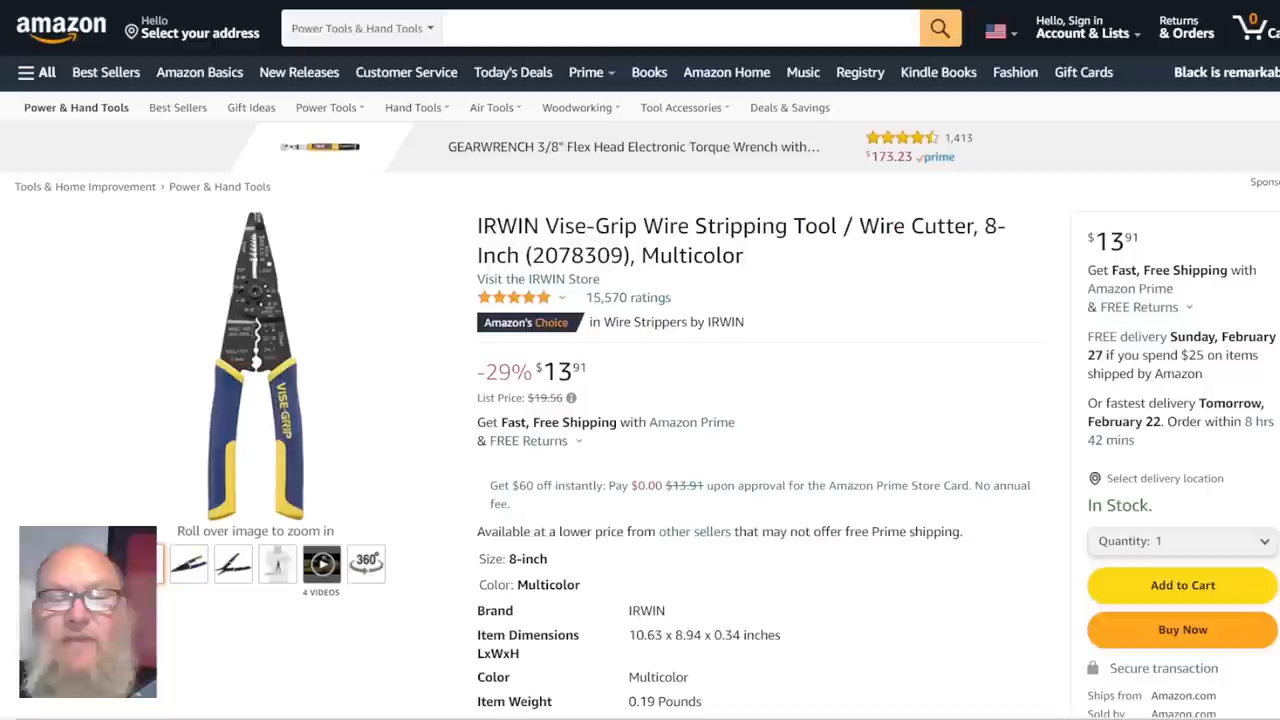 amazon
Hello
Select your address
Power Tools & Hand Tools
Hello, Sign in
Account & Lists
Returns
& Orders
0
Ca
All
Best Sellers
Amazon Basics
New Releases
Customer Service
Today's Deals
Prime
Books
Amazon Home
Music
Registry
Kindle Books
Fashion
Gift Cards
Black is remarkab
Power & Hand Tools
Best Sellers
Gift Ideas
Power Tools
Hand Tools
Air Tools
Woodworking
Tool Accessories
Deals & Savings
GEARWRENCH 3/8" Flex Head Electronic Torque Wrench with…
1,413
$173.23 prime
Tools & Home Improvement › Power & Hand Tools
Spons
VISE-GRIP
Roll over image to zoom in
360°
4 VIDEOS
IRWIN Vise-Grip Wire Stripping Tool / Wire Cutter, 8-
Inch (2078309), Multicolor
Visit the IRWIN Store
15,570 ratings
Amazon's Choice in Wire Strippers by IRWIN
-29% $13 91
List Price: $19.56
Get Fast, Free Shipping with Amazon Prime
& FREE Returns
Get $60 off instantly: Pay $0.00 $13.91 upon approval for the Amazon Prime Store Card. No annual
fee.
Available at a lower price from other sellers that may not offer free Prime shipping.
Size: 8-inch
Color: Multicolor
Brand IRWIN
Item Dimensions 10.63 x 8.94 x 0.34 inches
LxWxH
Color Multicolor
Item Weight 0.19 Pounds
$13 91
Get Fast, Free Shipping with
Amazon Prime
& FREE Returns
FREE delivery Sunday, February
27 if you spend $25 on items
shipped by Amazon
Or fastest delivery Tomorrow,
February 22. Order within 8 hrs
42 mins
Select delivery location
In Stock.
Quantity: 1
Add to Cart
Buy Now
Secure transaction
Ships from Amazon.com
Sold by Amazon.com